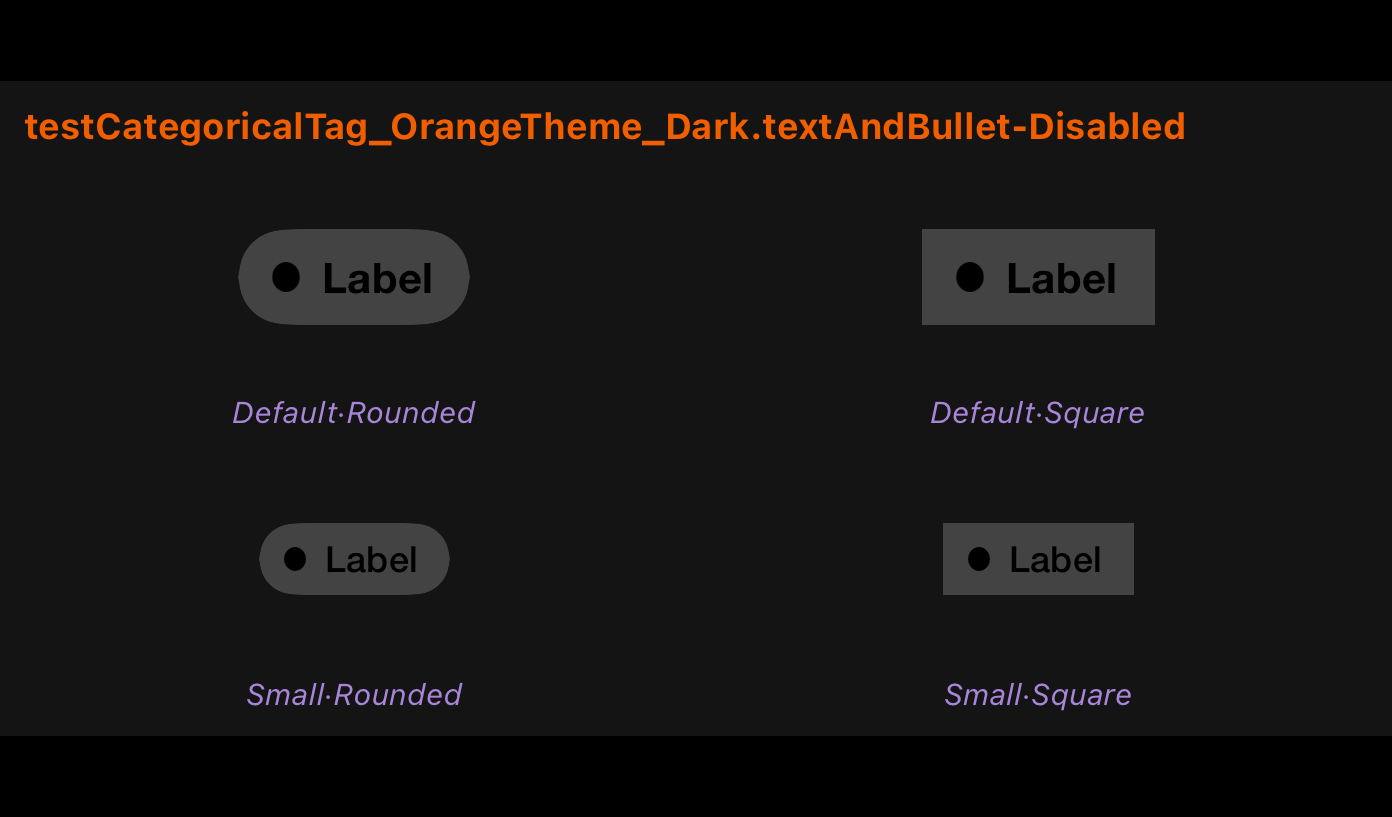 testCategoricalTag_OrangeTheme_Dark.textAndBullet-Disabled
Label
Label
Default·Rounded
Default·Square
Label
Label
Small·Rounded
Small·Square